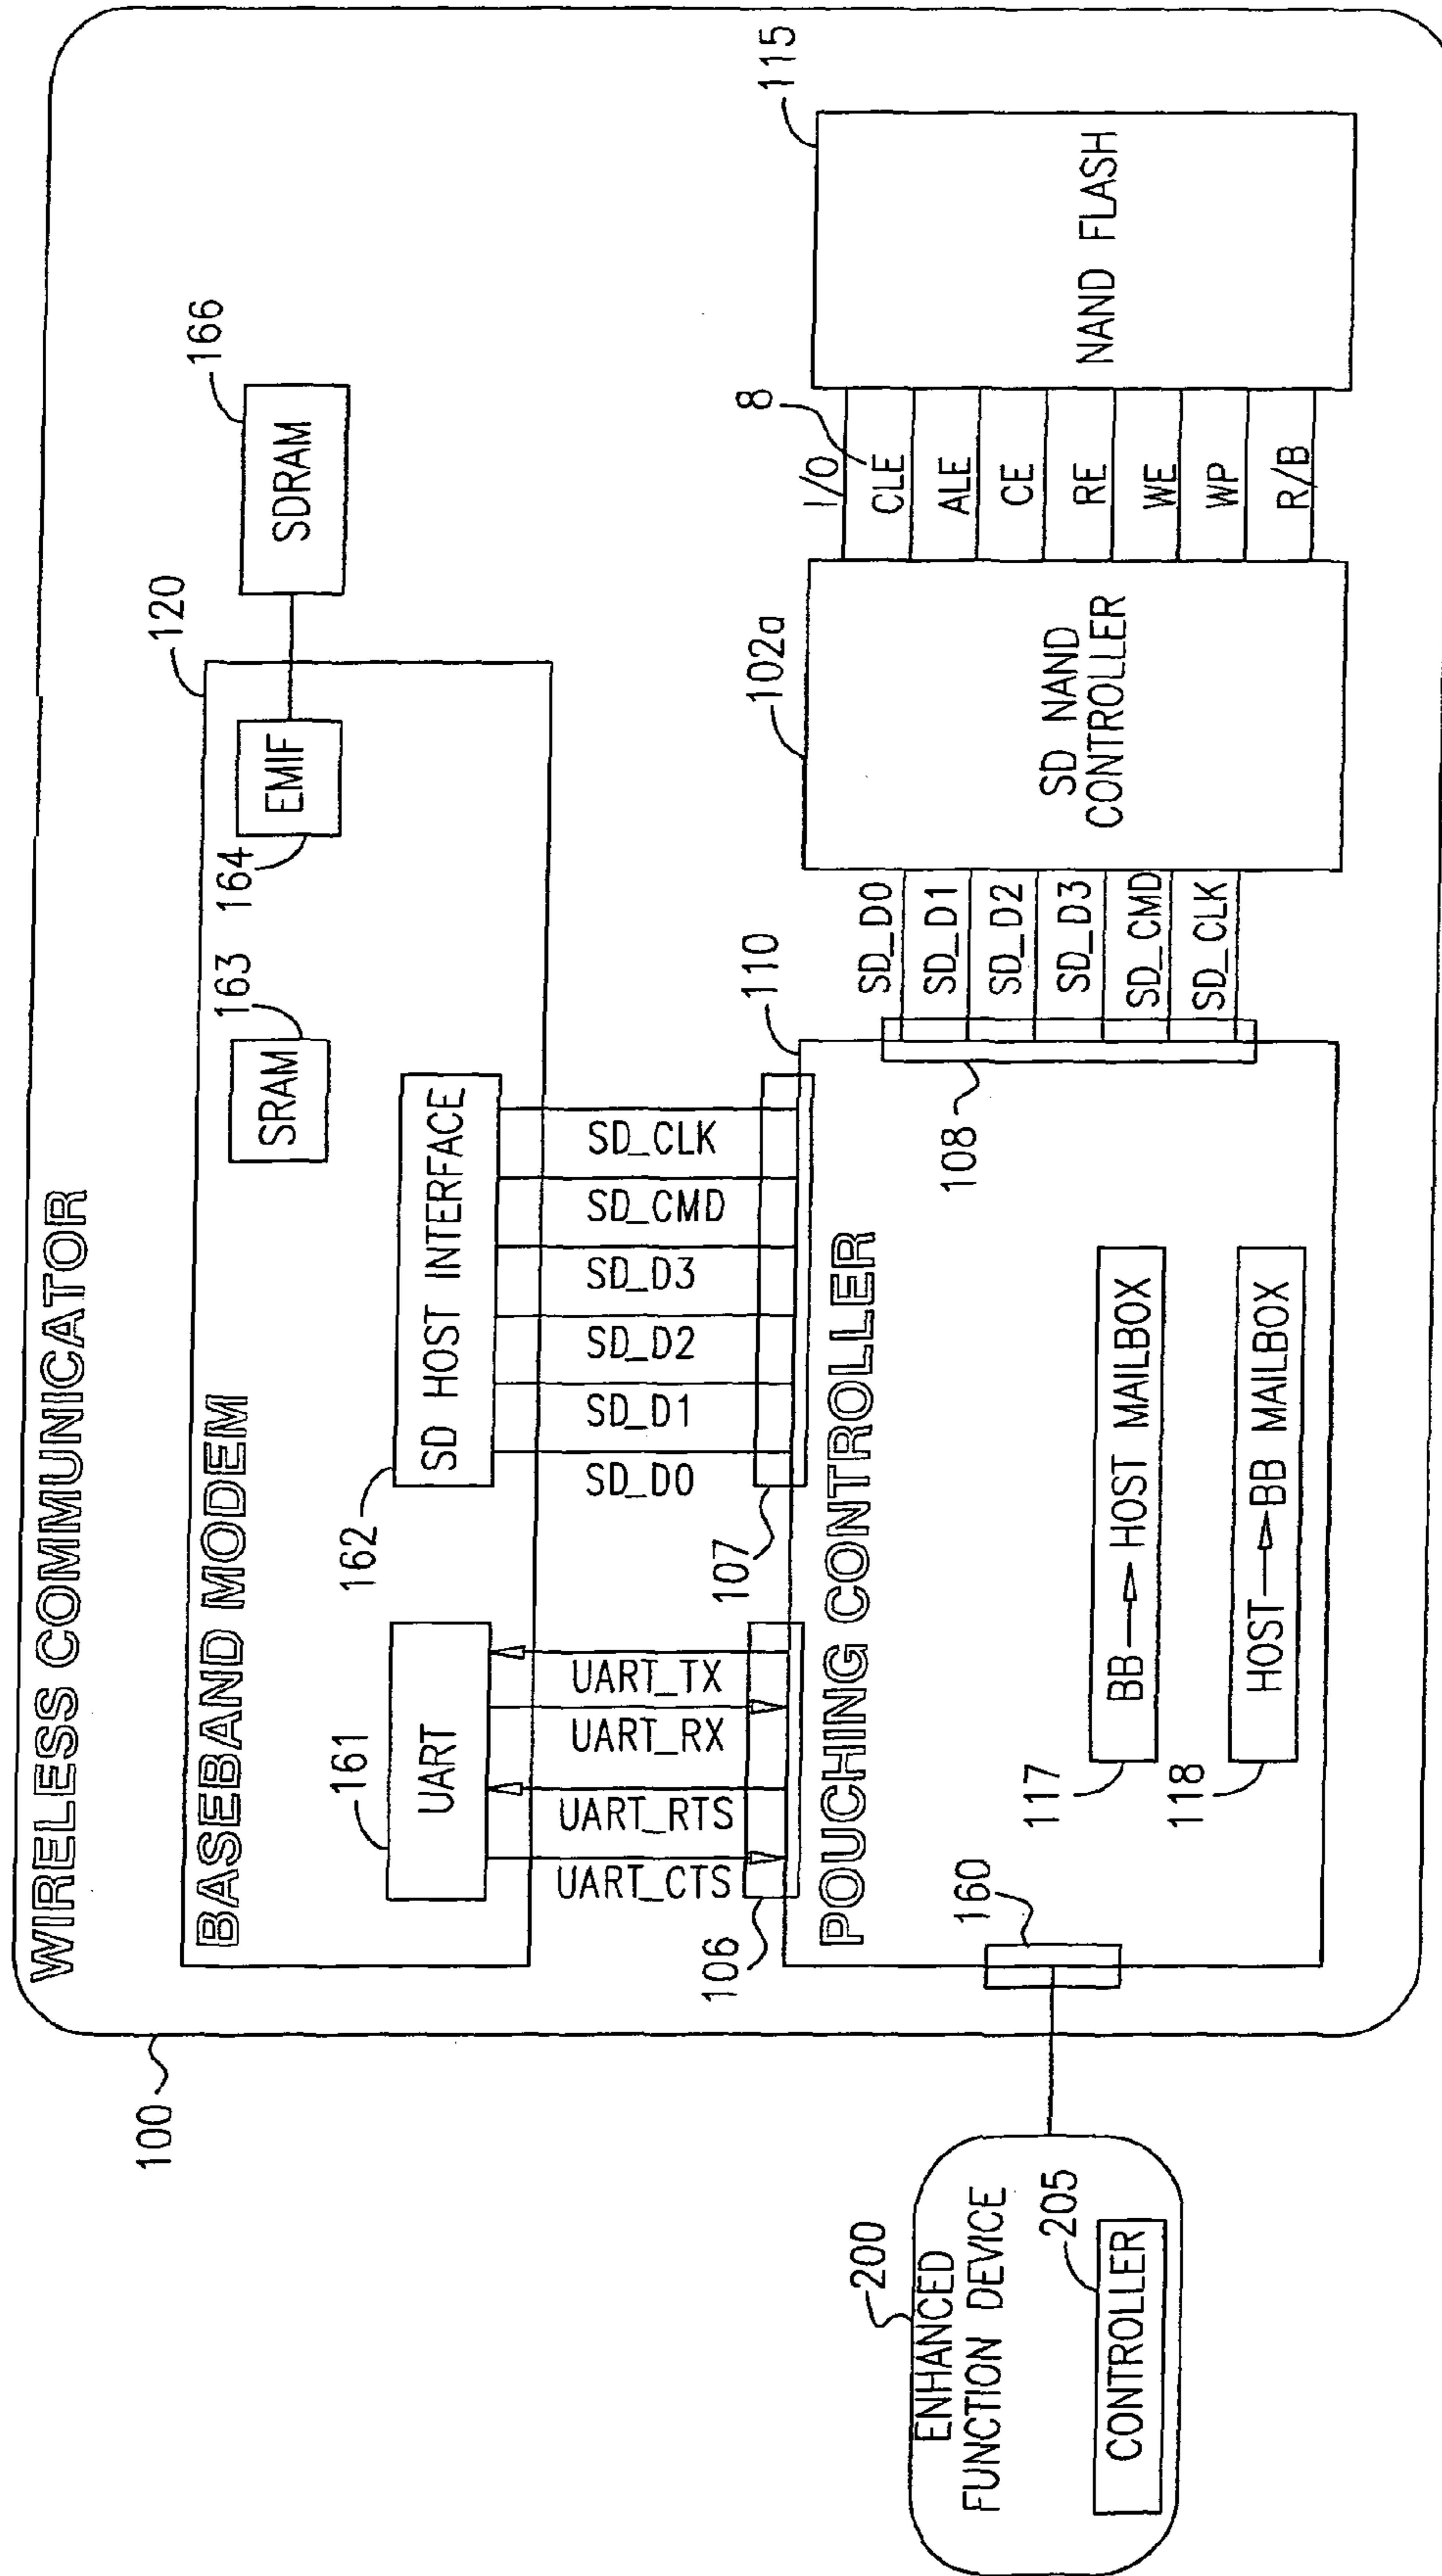 WIRELESS COMMUNICATOR
100
BASEBAND MODEM
120
UART
161
SD HOST INTERFACE
162
SRAM
163
EMIF
164
SDRAM
166
UART_CTS
UART_RTS
UART_RX
UART_TX
106
SD_D0
SD_D1
SD_D2
SD_D3
SD_CMD
SD_CLK
107
POUCHING CONTROLLER
110
160
BB HOST MAILBOX
117
HOST BB MAILBOX
118
108
SD_D0
SD_D1
SD_D2
SD_D3
SD_CMD
SD_CLK
102a
SD NAND
CONTROLLER
I/O
8
CLE
ALE
CE
RE
WE
WP
R/B
115
NAND FLASH
200
ENHANCED
FUNCTION DEVICE
205
CONTROLLER